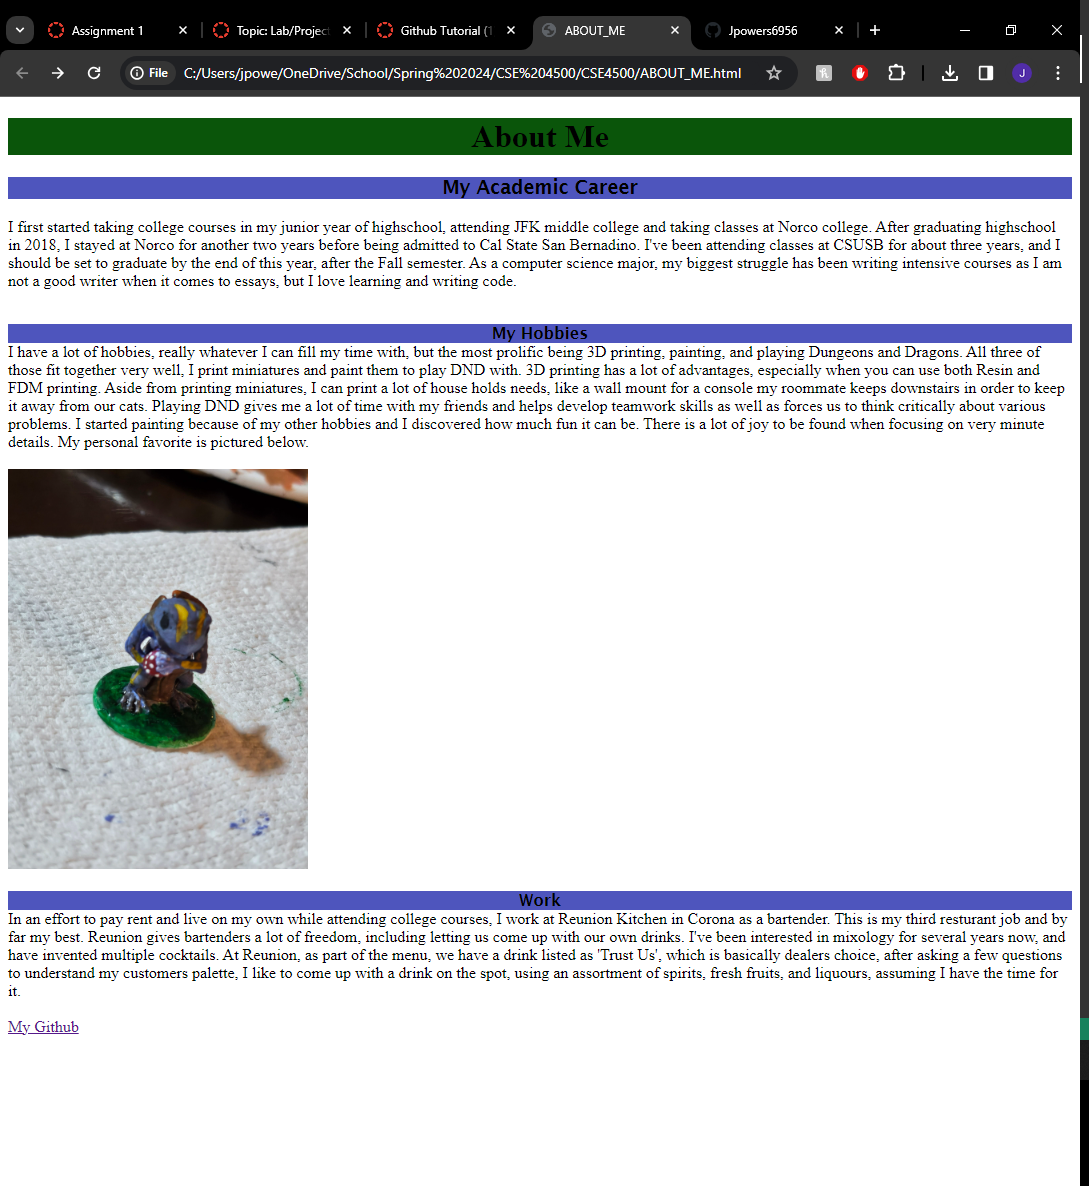 Assignment 1
Topic: Lab/Projec
Github Tutorial (1
ABOUT_ME
Jpowers6956
File
C:/Users/jpowe/OneDrive/School/Spring%202024/CSE%204500/CSE4500/ABOUT_ME.html
J
About Me
My Academic Career
I first started taking college courses in my junior year of highschool, attending JFK middle college and taking classes at Norco college. After graduating highschool
in 2018, I stayed at Norco for another two years before being admitted to Cal State San Bernadino. I've been attending classes at CSUSB for about three years, and I
should be set to graduate by the end of this year, after the Fall semester. As a computer science major, my biggest struggle has been writing intensive courses as I am
not a good writer when it comes to essays, but I love learning and writing code.
My Hobbies
I have a lot of hobbies, really whatever I can fill my time with, but the most prolific being 3D printing, painting, and playing Dungeons and Dragons. All three of
those fit together very well, I print miniatures and paint them to play DND with. 3D printing has a lot of advantages, especially when you can use both Resin and
FDM printing. Aside from printing miniatures, I can print a lot of house holds needs, like a wall mount for a console my roommate keeps downstairs in order to keep
it away from our cats. Playing DND gives me a lot of time with my friends and helps develop teamwork skills as well as forces us to think critically about various
problems. I started painting because of my other hobbies and I discovered how much fun it can be. There is a lot of joy to be found when focusing on very minute
details. My personal favorite is pictured below.
Work
In an effort to pay rent and live on my own while attending college courses, I work at Reunion Kitchen in Corona as a bartender. This is my third resturant job and by
far my best. Reunion gives bartenders a lot of freedom, including letting us come up with our own drinks. I've been interested in mixology for several years now, and
have invented multiple cocktails. At Reunion, as part of the menu, we have a drink listed as 'Trust Us', which is basically dealers choice, after asking a few questions
to understand my customers palette, I like to come up with a drink on the spot, using an assortment of spirits, fresh fruits, and liquours, assuming I have the time for
it.
My Github